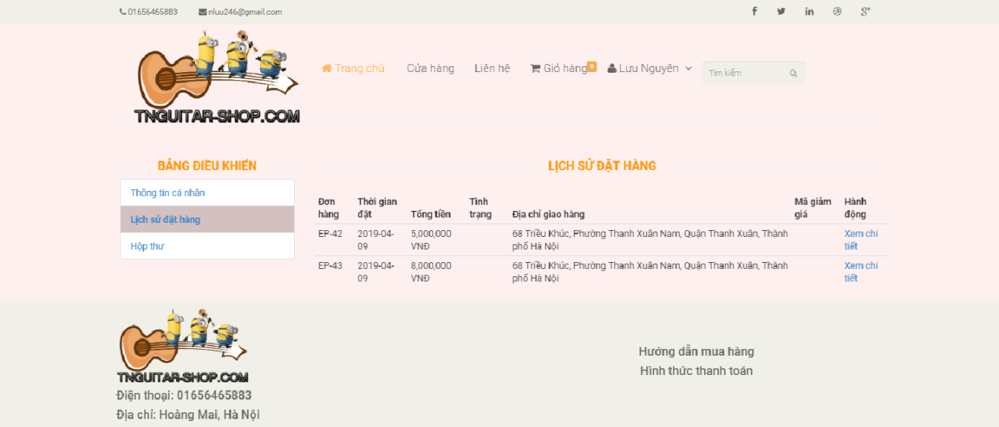 01656465883 nluu246@gmail.com
Trang chủ Cửa hàng Liên hệ Giỏ hàng 0 Lưu Nguyên Tìm kiếm
TNGUITAR-SHOP.COM
BẢNG ĐIỀU KHIỂN
Thông tin cá nhân
Lịch sử đặt hàng
Hộp thư
LỊCH SỬ ĐẶT HÀNG
Đơn Thời gian Tình Mã giảm Hành
hàng đặt Tổng tiền trạng Địa chỉ giao hàng giá động
EP-42 2019-04- 5,000,000 68 Triều Khúc, Phường Thanh Xuân Nam, Quận Thanh Xuân, Thành Xem chi
09 VNĐ phố Hà Nội tiết
EP-43 2019-04- 8,000,000 68 Triều Khúc, Phường Thanh Xuân Nam, Quận Thanh Xuân, Thành Xem chi
09 VNĐ phố Hà Nội tiết
TNGUITAR-SHOP.COM
Điện thoại: 01656465883
Địa chỉ: Hoàng Mai, Hà Nội
Hướng dẫn mua hàng
Hình thức thanh toán